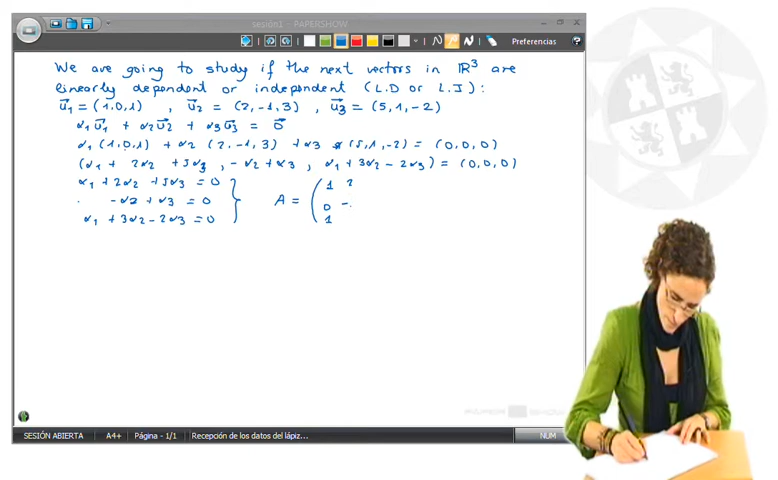 sesión1 - PAPERSHOW
Preferencias
We are going to study if the next vectors in ℝ³ are
linearly dependent or independent (L.D or L.I):
u⃗1 = (1,0,1) , u⃗2 = (2,-1,3) , u⃗3 = (5,1,-2)
α1 u⃗1 + α2 u⃗2 + α3 u⃗3 = 0⃗
α1 (1,0,1) + α2 (2,-1,3) + α3 (5,1,-2) = (0,0,0)
(α1 + 2α2 + 5α3, -α2 + α3, α1 + 3α2 - 2α3) = (0,0,0)
α1 + 2α2 + 5α3 = 0
-α2 + α3 = 0
α1 + 3α2 - 2α3 = 0
A = ( 1 2
0 -
1
SESIÓN ABIERTA A4+ Página - 1/1 Recepción de los datos del lápiz... NUM